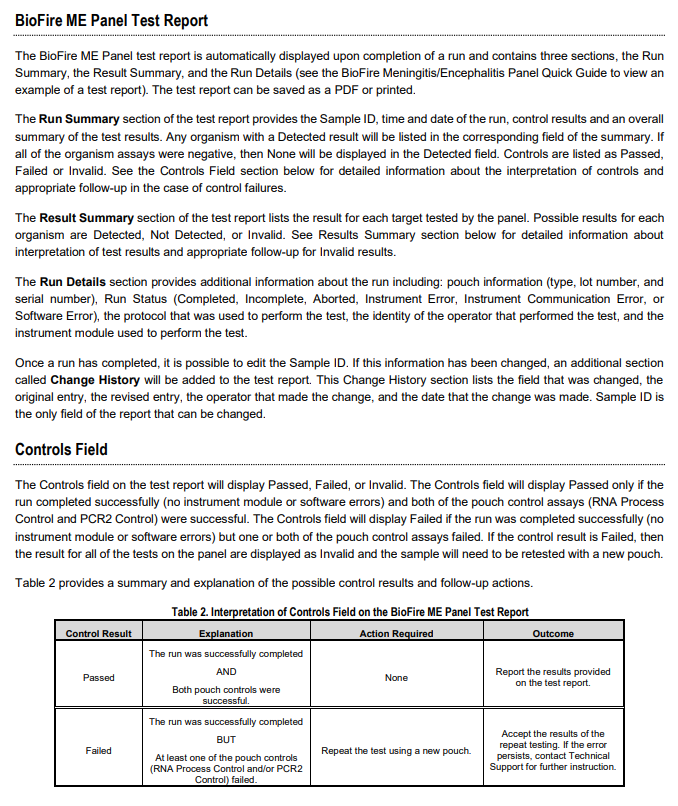 BioFire ME Panel Test Report
The BioFire ME Panel test report is automatically displayed upon completion of a run and contains three sections, the Run
Summary, the Result Summary, and the Run Details (see the BioFire Meningitis/Encephalitis Panel Quick Guide to view an
example of a test report). The test report can be saved as a PDF or printed.
The Run Summary section of the test report provides the Sample ID, time and date of the run, control results and an overall
summary of the test results. Any organism with a Detected result will be listed in the corresponding field of the summary. If
all of the organism assays were negative, then None will be displayed in the Detected field. Controls are listed as Passed,
Failed or Invalid. See the Controls Field section below for detailed information about the interpretation of controls and
appropriate follow-up in the case of control failures.
The Result Summary section of the test report lists the result for each target tested by the panel. Possible results for each
organism are Detected, Not Detected, or Invalid. See Results Summary section below for detailed information about
interpretation of test results and appropriate follow-up for Invalid results.
The Run Details section provides additional information about the run including: pouch information (type, lot number, and
serial number), Run Status (Completed, Incomplete, Aborted, Instrument Error, Instrument Communication Error, or
Software Error), the protocol that was used to perform the test, the identity of the operator that performed the test, and the
instrument module used to perform the test.
Once a run has completed, it is possible to edit the Sample ID. If this information has been changed, an additional section
called Change History will be added to the test report. This Change History section lists the field that was changed, the
original entry, the revised entry, the operator that made the change, and the date that the change was made. Sample ID is
the only field of the report that can be changed.
Controls Field
The Controls field on the test report will display Passed, Failed, or Invalid. The Controls field will display Passed only if the
run completed successfully (no instrument module or software errors) and both of the pouch control assays (RNA Process
Control and PCR2 Control) were successful. The Controls field will display Failed if the run was completed successfully (no
instrument module or software errors) but one or both of the pouch control assays failed. If the control result is Failed, then
the result for all of the tests on the panel are displayed as Invalid and the sample will need to be retested with a new pouch.
Table 2 provides a summary and explanation of the possible control results and follow-up actions.
Table 2. Interpretation of Controls Field on the BioFire ME Panel Test Report
Control Result Explanation Action Required Outcome
Passed
The run was successfully completed
AND
Both pouch controls were
successful.
None
Report the results provided
on the test report.
Failed
The run was successfully completed
BUT
At least one of the pouch controls
(RNA Process Control and/or PCR2
Control) failed.
Repeat the test using a new pouch.
Accept the results of the
repeat testing. If the error
persists, contact Technical
Support for further instruction.